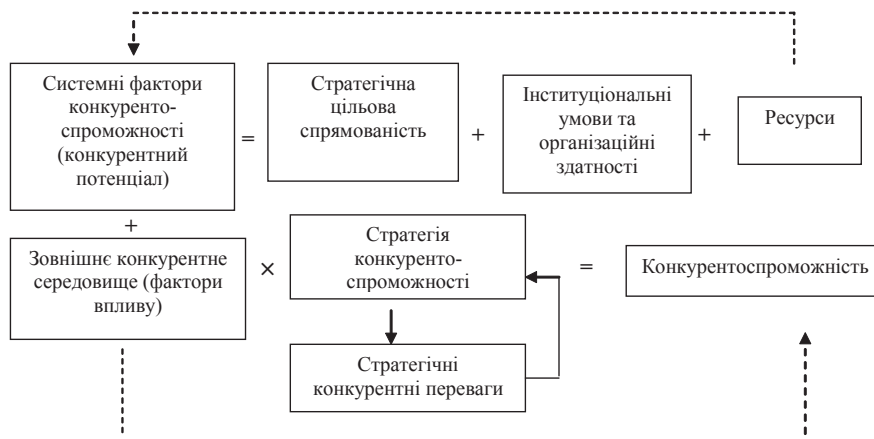 Системні фактори
конкуренто-
спроможності
(конкурентний
потенціал)
=
Стратегічна
цільова
спрямованість
+
Інституціональні
умови та
організаційні
здатності
+
Ресурси
+
Зовнішнє конкурентне
середовище (фактори
впливу)
×
Стратегія
конкуренто-
спроможності
=
Конкурентоспроможність
Стратегічні
конкурентні переваги